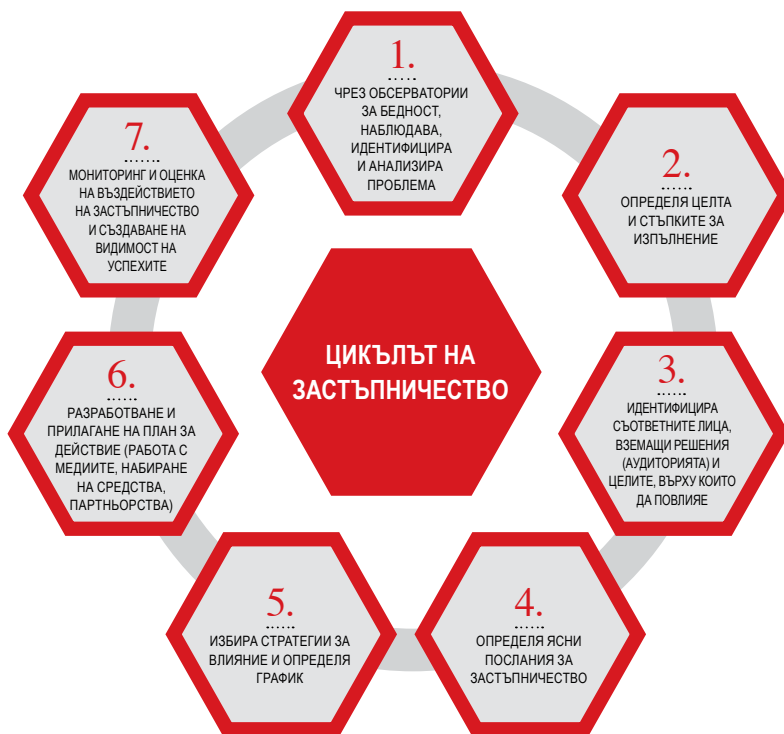 1.
ЧРЕЗ ОБСЕРВАТОРИИ
ЗА БЕДНОСТ,
НАБЛЮДАВА,
ИДЕНТИФИЦИРА
И АНАЛИЗИРА
ПРОБЛЕМА
2.
ОПРЕДЕЛЯ ЦЕЛТА
И СТЪПКИТЕ ЗА
ИЗПЪЛНЕНИЕ
3.
ИДЕНТИФИЦИРА
СЪОТВЕТНИТЕ ЛИЦА,
ВЗЕМАЩИ РЕШЕНИЯ
(АУДИТОРИЯТА) И
ЦЕЛИТЕ, ВЪРХУ КОИТО
ДА ПОВЛИЯЕ
4.
ОПРЕДЕЛЯ ЯСНИ
ПОСЛАНИЯ ЗА
ЗАСТЪПНИЧЕСТВО
5.
ИЗБИРА СТРАТЕГИИ ЗА
ВЛИЯНИЕ И ОПРЕДЕЛЯ
ГРАФИК
6.
РАЗРАБОТВАНЕ И
ПРИЛАГАНЕ НА ПЛАН ЗА
ДЕЙСТВИЕ (РАБОТА С
МЕДИИТЕ, НАБИРАНЕ
НА СРЕДСТВА,
ПАРТНЬОРСТВА)
7.
МОНИТОРИНГ И ОЦЕНКА
НА ВЪЗДЕЙСТВИЕТО
НА ЗАСТЪПНИЧЕСТВО
И СЪЗДАВАНЕ НА
ВИДИМОСТ НА
УСПЕХИТЕ
ЦИКЪЛЪТ НА
ЗАСТЪПНИЧЕСТВО